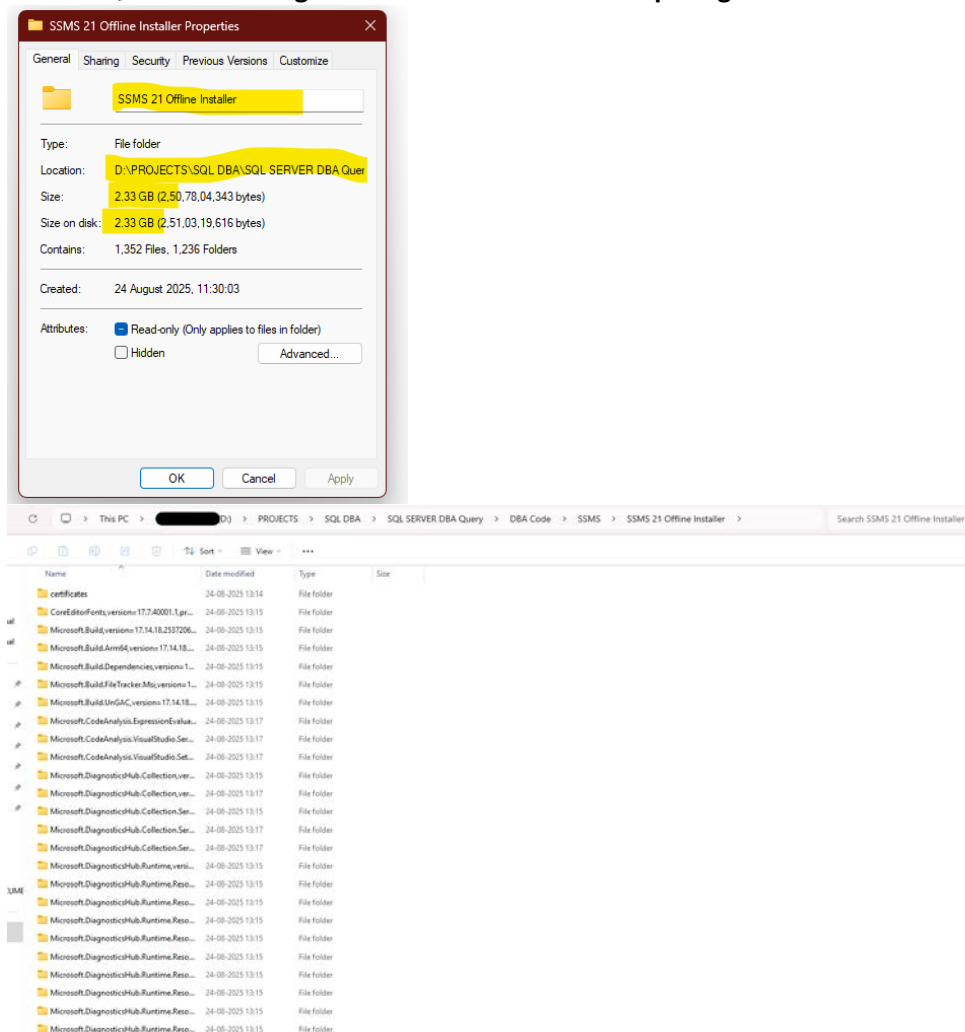 SSMS 21 Offline Installer Properties
General Sharing Security Previous Versions Customize
SSMS 21 Offline Installer
Type: File folder
Location: D:\PROJECTS\SQL DBA\SQL SERVER DBA Quer
Size: 2.33 GB (2,50,78,04,343 bytes)
Size on disk: 2.33 GB (2,51,03,19,616 bytes)
Contains: 1,352 Files, 1,236 Folders
Created: 24 August 2025, 11:30:03
Attributes: Read-only (Only applies to files in folder)
Hidden Advanced...
OK Cancel Apply
This PC > D:) > PROJECTS > SQL DBA > SQL SERVER DBA Query > DBA Code > SSMS > SSMS 21 Offline Installer > Search SSMS 21 Offline Installer
Sort View ...
Name Date modified Type Size
certificates 24-08-2025 13:14 File folder
CoreEditorFonts,version=17.7.40001.1,pr... 24-08-2025 13:15 File folder
Microsoft.Build,version=17.14.18.2537206... 24-08-2025 13:15 File folder
Microsoft.Build.Arm64,version=17.14.18.... 24-08-2025 13:15 File folder
Microsoft.Build.Dependencies,version=1... 24-08-2025 13:15 File folder
Microsoft.Build.FileTracker.Msi,version=1... 24-08-2025 13:15 File folder
Microsoft.Build.UnGAC,version=17.14.18.... 24-08-2025 13:15 File folder
Microsoft.CodeAnalysis.ExpressionEvalua... 24-08-2025 13:17 File folder
Microsoft.CodeAnalysis.VisualStudio.Ser... 24-08-2025 13:17 File folder
Microsoft.CodeAnalysis.VisualStudio.Set... 24-08-2025 13:17 File folder
Microsoft.DiagnosticsHub.Collection,ver... 24-08-2025 13:15 File folder
Microsoft.DiagnosticsHub.Collection,ver... 24-08-2025 13:17 File folder
Microsoft.DiagnosticsHub.Collection.Ser... 24-08-2025 13:15 File folder
Microsoft.DiagnosticsHub.Collection.Ser... 24-08-2025 13:17 File folder
Microsoft.DiagnosticsHub.Collection.Ser... 24-08-2025 13:17 File folder
Microsoft.DiagnosticsHub.Runtime,versi... 24-08-2025 13:15 File folder
Microsoft.DiagnosticsHub.Runtime.Reso... 24-08-2025 13:15 File folder
Microsoft.DiagnosticsHub.Runtime.Reso... 24-08-2025 13:15 File folder
Microsoft.DiagnosticsHub.Runtime.Reso... 24-08-2025 13:15 File folder
Microsoft.DiagnosticsHub.Runtime.Reso... 24-08-2025 13:15 File folder
Microsoft.DiagnosticsHub.Runtime.Reso... 24-08-2025 13:15 File folder
Microsoft.DiagnosticsHub.Runtime.Reso... 24-08-2025 13:15 File folder
Microsoft.DiagnosticsHub.Runtime.Reso... 24-08-2025 13:15 File folder
Microsoft.DiagnosticsHub.Runtime.Reso... 24-08-2025 13:15 File folder